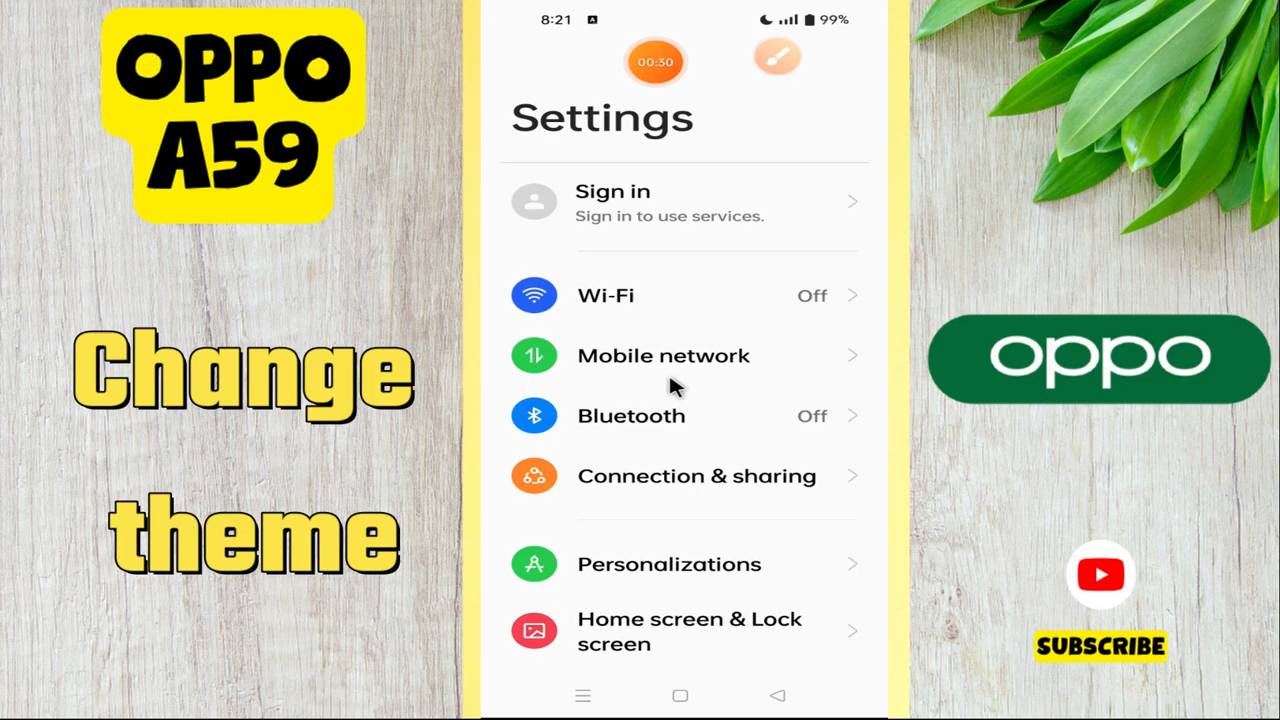 OPPO
A59
Change
theme
8:21
A
99%
00:30
Settings
Sign in
Sign in to use services.
Wi-Fi
Off
Mobile network
Bluetooth
Off
Connection & sharing
Personalizations
Home screen & Lock
screen
oppo
SUBSCRIBE